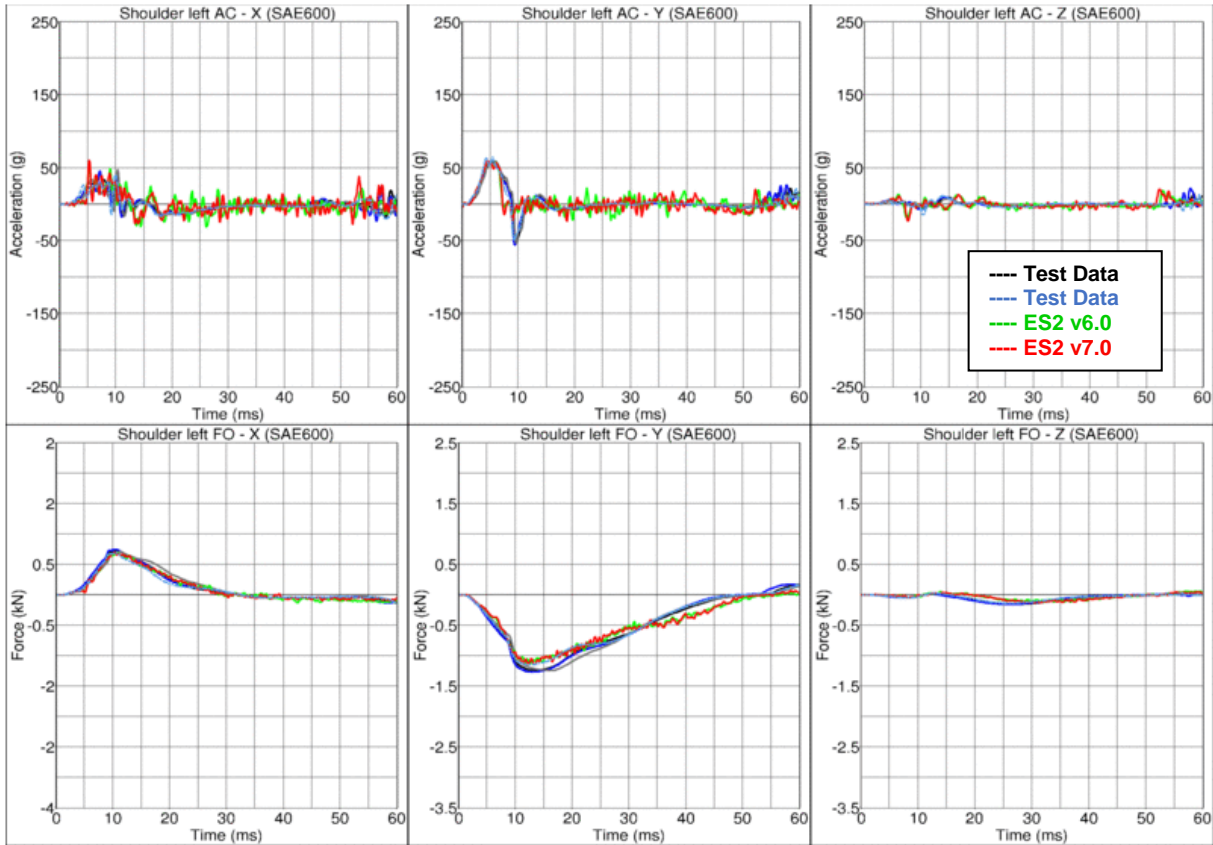 Shoulder left AC - X (SAE600)
Acceleration (g)
250
150
50
-50
-150
-250
0 10 20 30 40 50 60
Time (ms)
Shoulder left AC - Y (SAE600)
Acceleration (g)
250
150
50
-50
-150
-250
0 10 20 30 40 50 60
Time (ms)
Shoulder left AC - Z (SAE600)
Acceleration (g)
250
150
50
-50
-150
-250
0 10 20 30 40 50 60
Time (ms)
Test Data
Test Data
ES2 v6.0
ES2 v7.0
Shoulder left FO - X (SAE600)
Force (kN)
2
2
0.5
-0.5
-2
-2
-4
0 10 20 30 40 50 60
Time (ms)
Shoulder left FO - Y (SAE600)
Force (kN)
2.5
1.5
0.5
-0.5
-1.5
-2.5
-3.5
0 10 20 30 40 50 60
Time (ms)
Shoulder left FO - Z (SAE600)
Force (kN)
2.5
1.5
0.5
-0.5
-1.5
-2.5
-3.5
0 10 20 30 40 50 60
Time (ms)